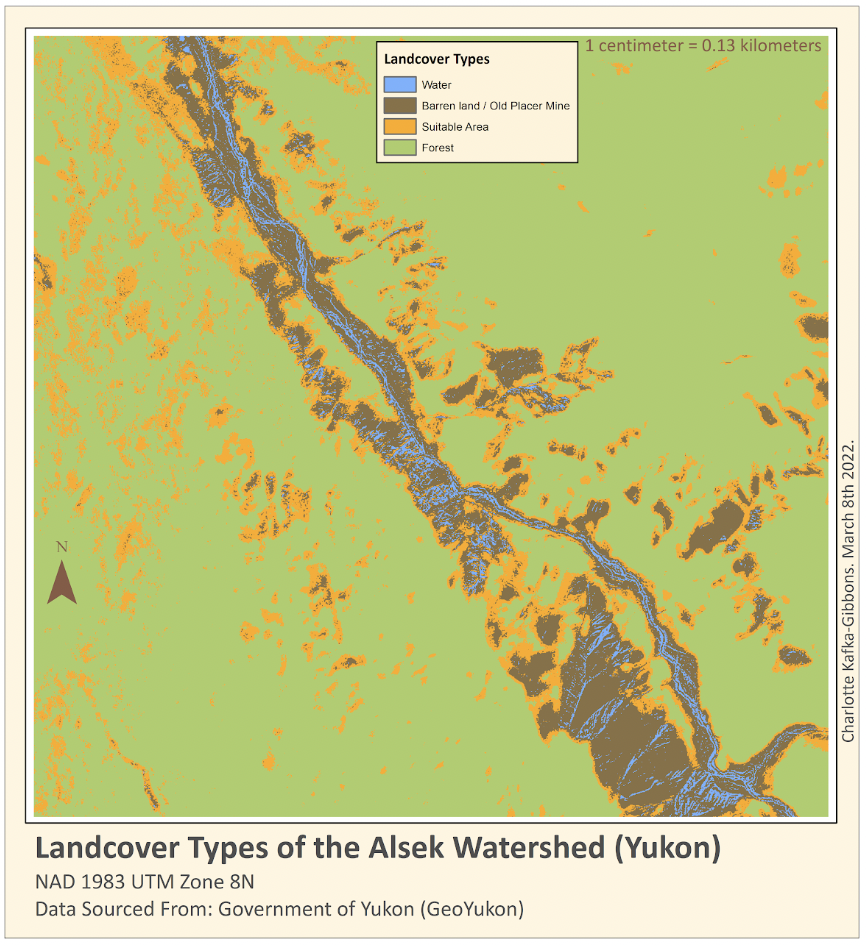 1 centimeter = 0.13 kilometers
Landcover Types
Water
Barren land / Old Placer Mine
Suitable Area
Forest
N
Charlotte Kafka-Gibbons. March 8th 2022.
Landcover Types of the Alsek Watershed (Yukon)
NAD 1983 UTM Zone 8N
Data Sourced From: Government of Yukon (GeoYukon)